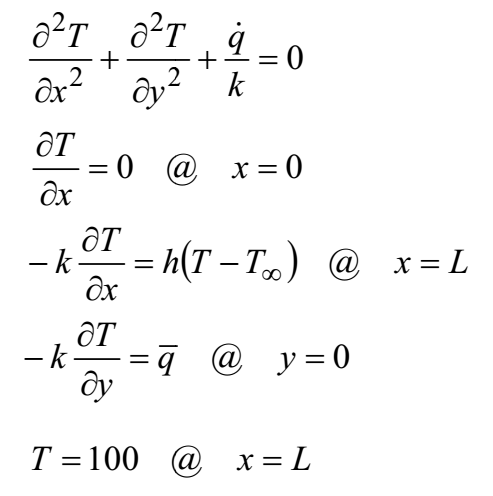 ∂²T/∂x² + ∂²T/∂y² + q̇/k = 0
∂T/∂x = 0 @ x = 0
−k ∂T/∂x = h(T − T∞) @ x = L
−k ∂T/∂y = q̅ @ y = 0
T = 100 @ x = L